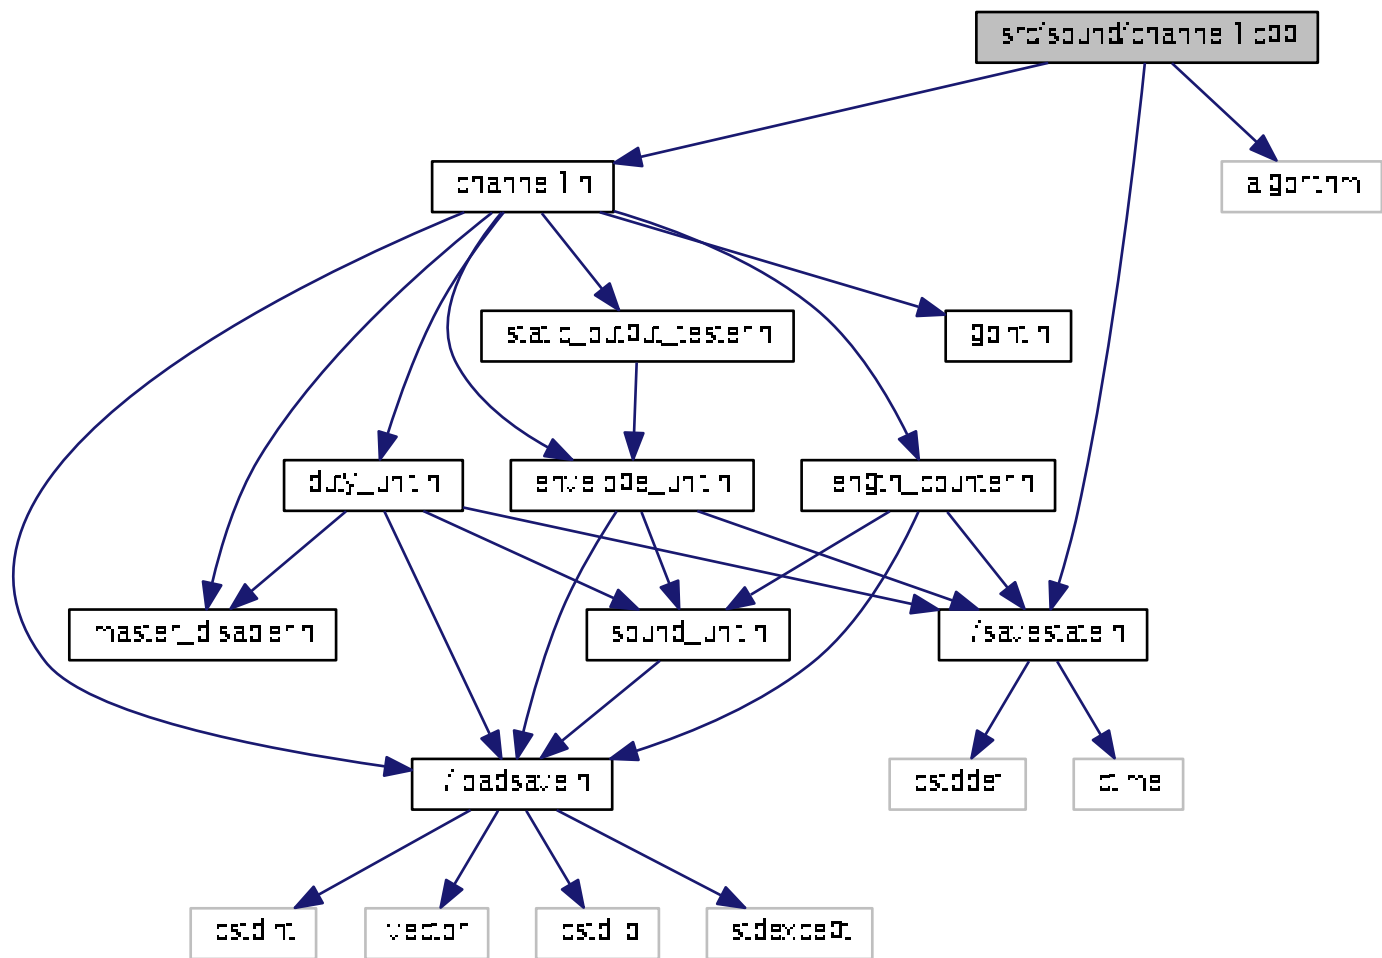 src/sound/channel1.cpp
channel1.h
algorithm
static_output_tester.h
gbint.h
duty_unit.h
envelope_unit.h
length_counter.h
master_disabler.h
sound_unit.h
../savestate.h
../loadsave.h
cstddef
ctime
cstdint
vector
cstdio
stdexcept